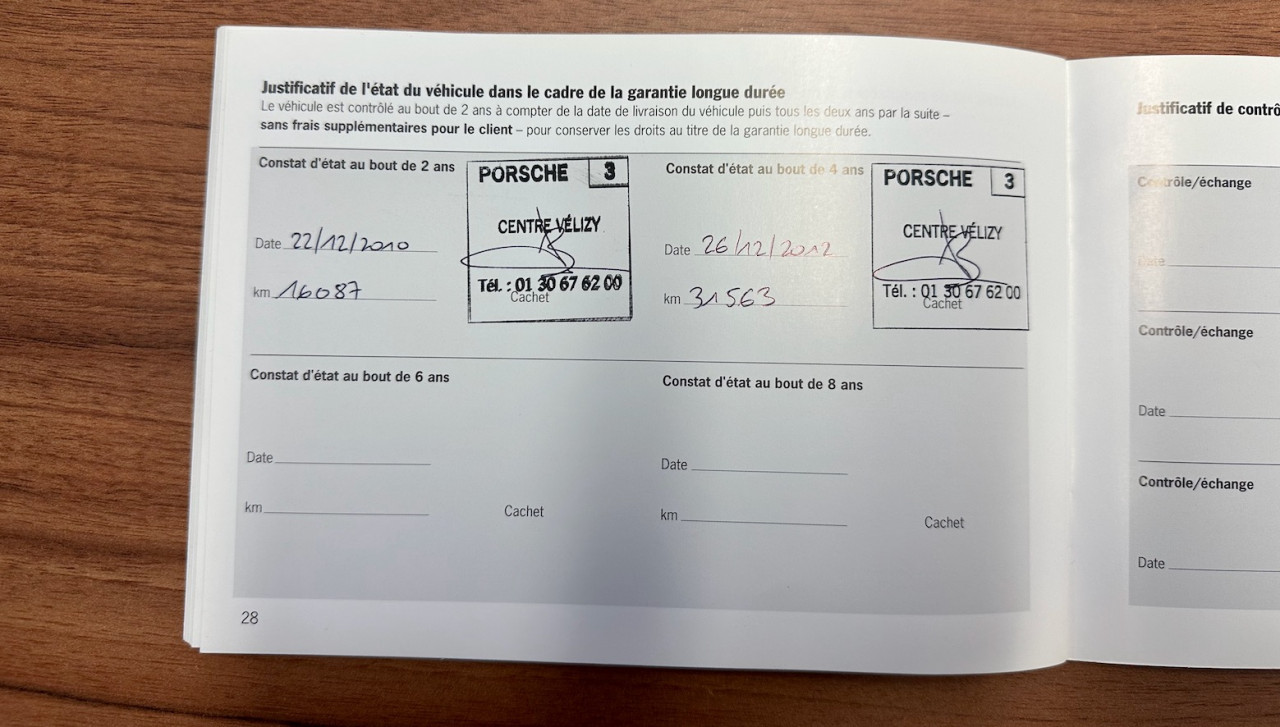 Justificatif de l'état du véhicule dans le cadre de la garantie longue durée
Le véhicule est contrôlé au bout de 2 ans à compter de la date de livraison du véhicule puis tous les deux ans par la suite –
sans frais supplémentaires pour le client – pour conserver les droits au titre de la garantie longue durée.
Constat d'état au bout de 2 ans
PORSCHE 3
CENTRE VÉLIZY
Date 22/12/2010
km 16087
Tél. : 01 30 67 62 00
Cachet
Constat d'état au bout de 4 ans
PORSCHE 3
CENTRE VÉLIZY
Date 26/12/2012
km 31563
Tél. : 01 30 67 62 00
Cachet
Constat d'état au bout de 6 ans
Date
km
Cachet
Constat d'état au bout de 8 ans
Date
km
Cachet
28
Justificatif de contrô
Contrôle/échange
Date
Contrôle/échange
Date
Contrôle/échange
Date